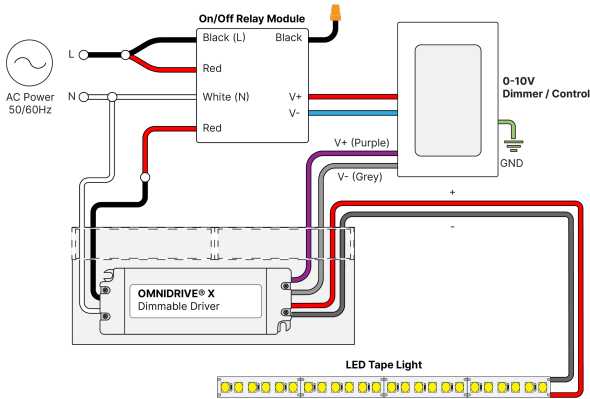 On/Off Relay Module
Black (L)
Black
L
Red
0-10V
Dimmer / Control
AC Power
50/60Hz
N
White (N)
V+
V-
Red
V+ (Purple)
GND
V- (Grey)
+
-
OMNIDRIVE® X
Dimmable Driver
LED Tape Light